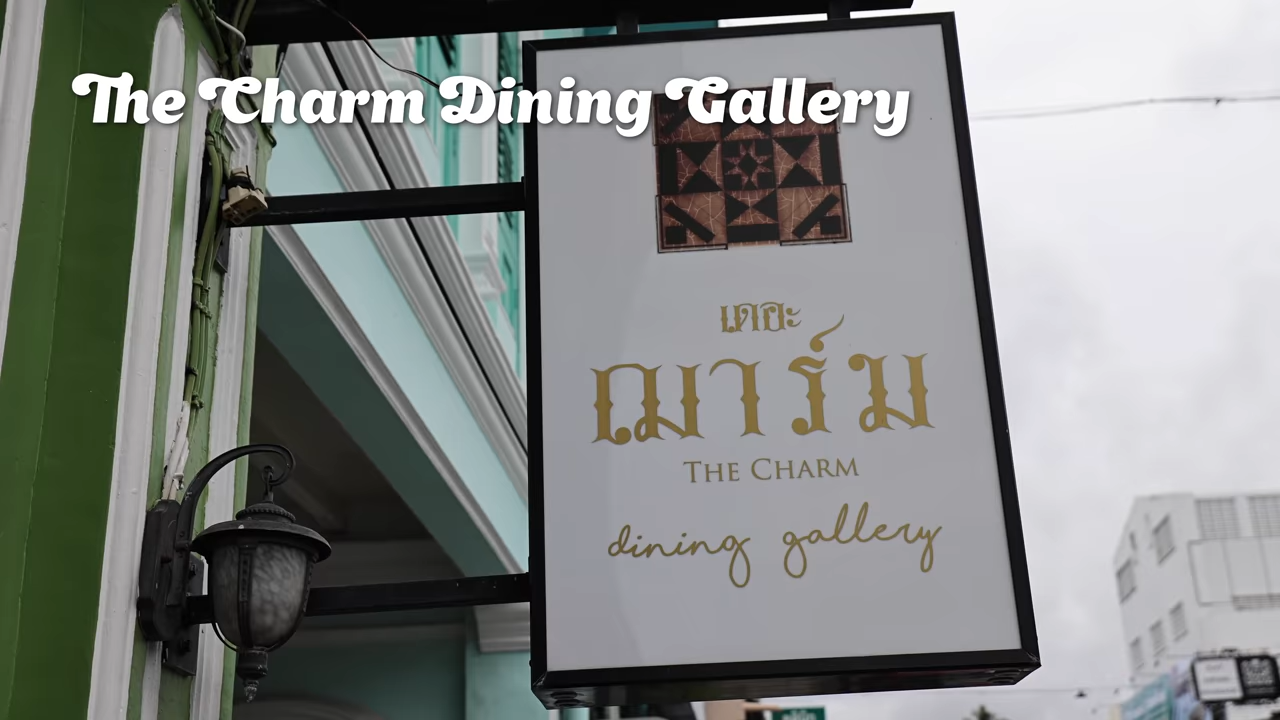 The Charm Dining Gallery
เดอะ
ฌาร์ม
THE CHARM
dining gallery